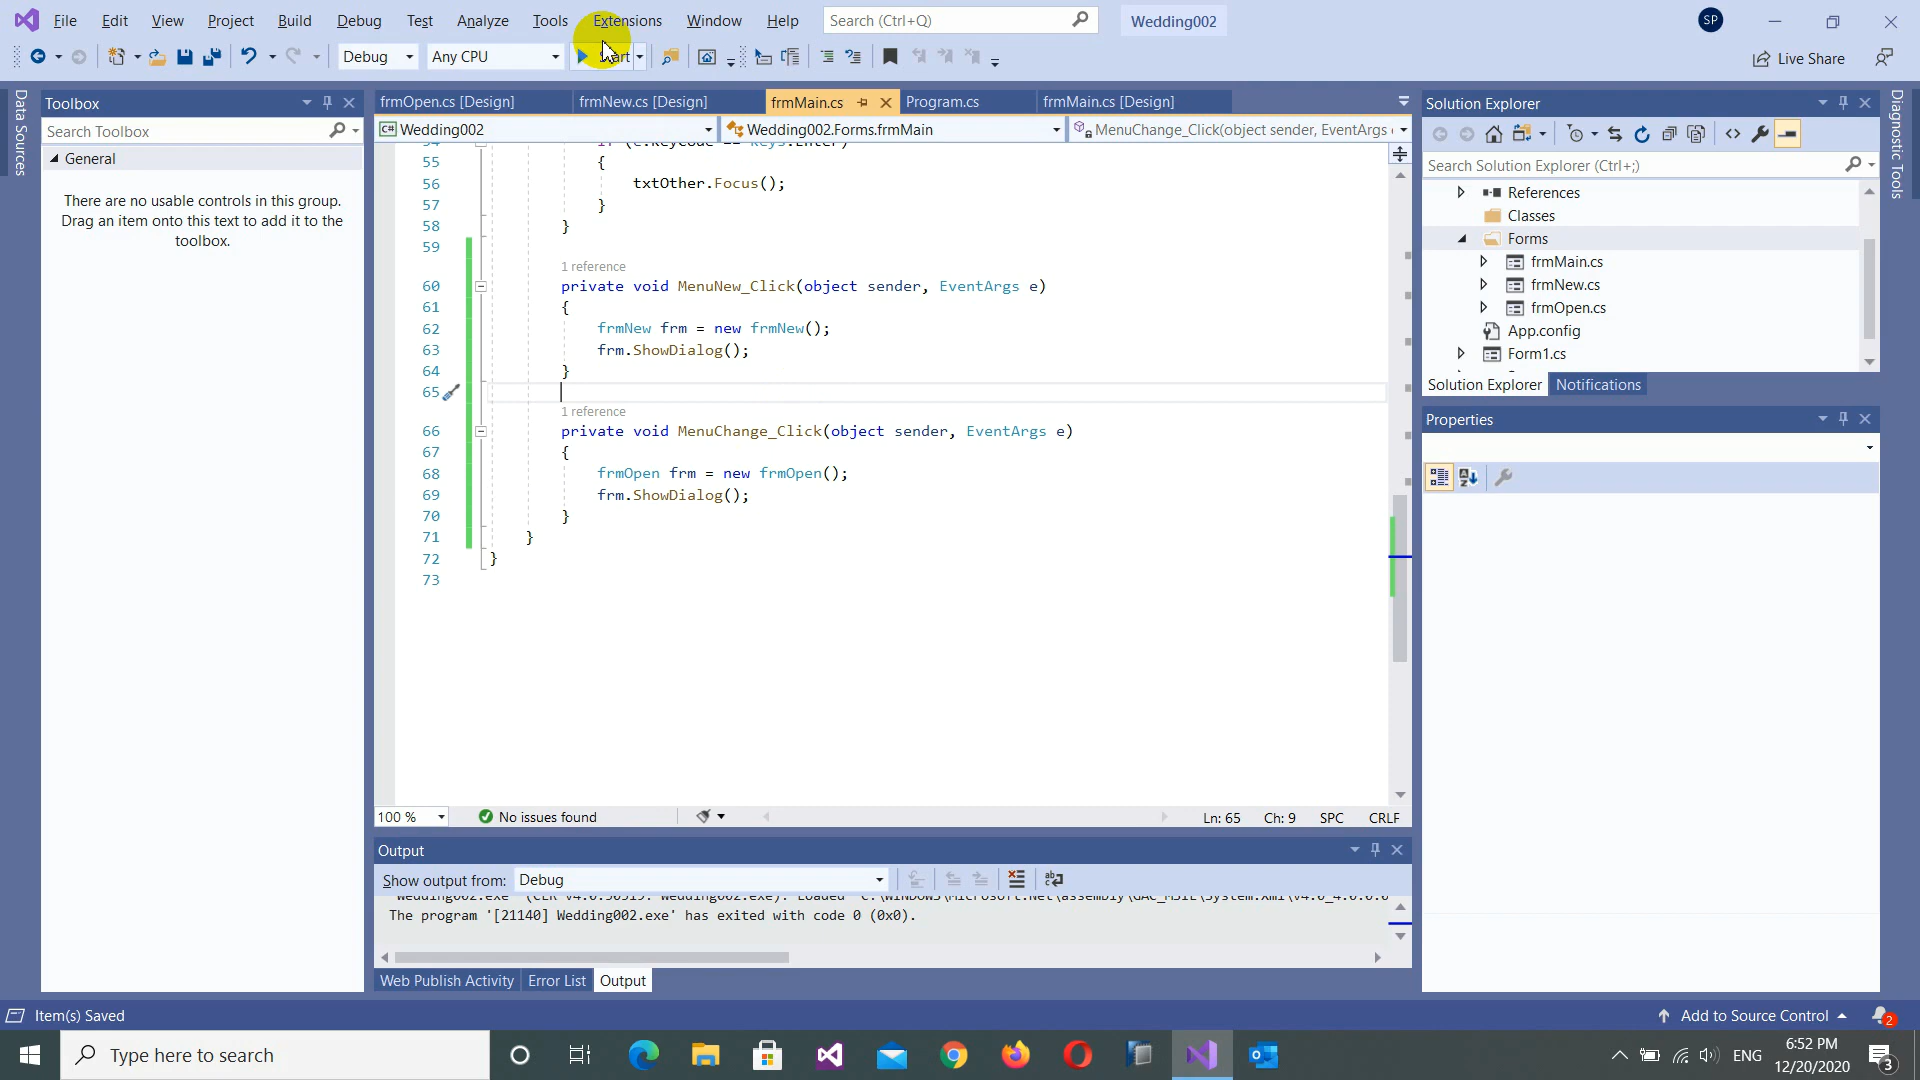 File Edit View Project Build Debug Test Analyze Tools Extensions Window Help Search (Ctrl+Q) Wedding002 SP
Debug Any CPU Start Live Share
Data Sources
Toolbox
Search Toolbox
General
There are no usable controls in this group.
Drag an item onto this text to add it to the
toolbox.
frmOpen.cs [Design] frmNew.cs [Design] frmMain.cs Program.cs frmMain.cs [Design]
Wedding002 Wedding002.Forms.frmMain MenuChange_Click(object sender, EventArgs
54 if (e.KeyCode == Keys.Enter)
55 {
56 txtOther.Focus();
57 }
58 }
59
1 reference
60 private void MenuNew_Click(object sender, EventArgs e)
61 {
62 frmNew frm = new frmNew();
63 frm.ShowDialog();
64 }
65
1 reference
66 private void MenuChange_Click(object sender, EventArgs e)
67 {
68 frmOpen frm = new frmOpen();
69 frm.ShowDialog();
70 }
71 }
72 }
73
100 % No issues found Ln: 65 Ch: 9 SPC CRLF
Output
Show output from: Debug
The program '[21140] Wedding002.exe' has exited with code 0 (0x0).
Web Publish Activity Error List Output
Solution Explorer
Search Solution Explorer (Ctrl+;)
References
Classes
Forms
frmMain.cs
frmNew.cs
frmOpen.cs
App.config
Form1.cs
Solution Explorer Notifications
Properties
Diagnostic Tools
Item(s) Saved Add to Source Control 2
Type here to search ENG 6:52 PM
12/20/2020 3